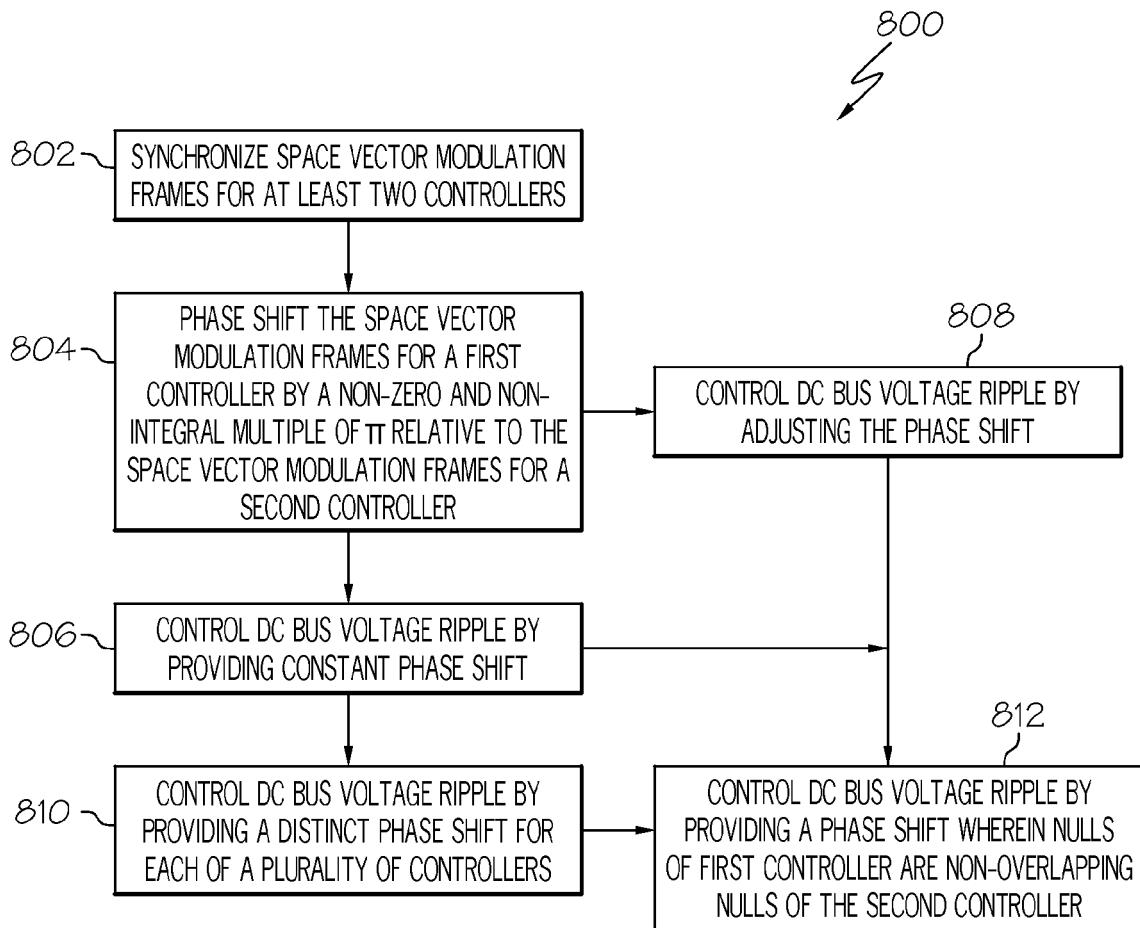 800
802
SYNCHRONIZE SPACE VECTOR MODULATION
FRAMES FOR AT LEAST TWO CONTROLLERS
804
PHASE SHIFT THE SPACE VECTOR
MODULATION FRAMES FOR A FIRST
CONTROLLER BY A NON-ZERO AND NON-
INTEGRAL MULTIPLE OF π RELATIVE TO THE
SPACE VECTOR MODULATION FRAMES FOR A
SECOND CONTROLLER
808
CONTROL DC BUS VOLTAGE RIPPLE BY
ADJUSTING THE PHASE SHIFT
806
CONTROL DC BUS VOLTAGE RIPPLE BY
PROVIDING CONSTANT PHASE SHIFT
810
CONTROL DC BUS VOLTAGE RIPPLE BY
PROVIDING A DISTINCT PHASE SHIFT FOR
EACH OF A PLURALITY OF CONTROLLERS
812
CONTROL DC BUS VOLTAGE RIPPLE BY
PROVIDING A PHASE SHIFT WHEREIN NULLS
OF FIRST CONTROLLER ARE NON-OVERLAPPING
NULLS OF THE SECOND CONTROLLER